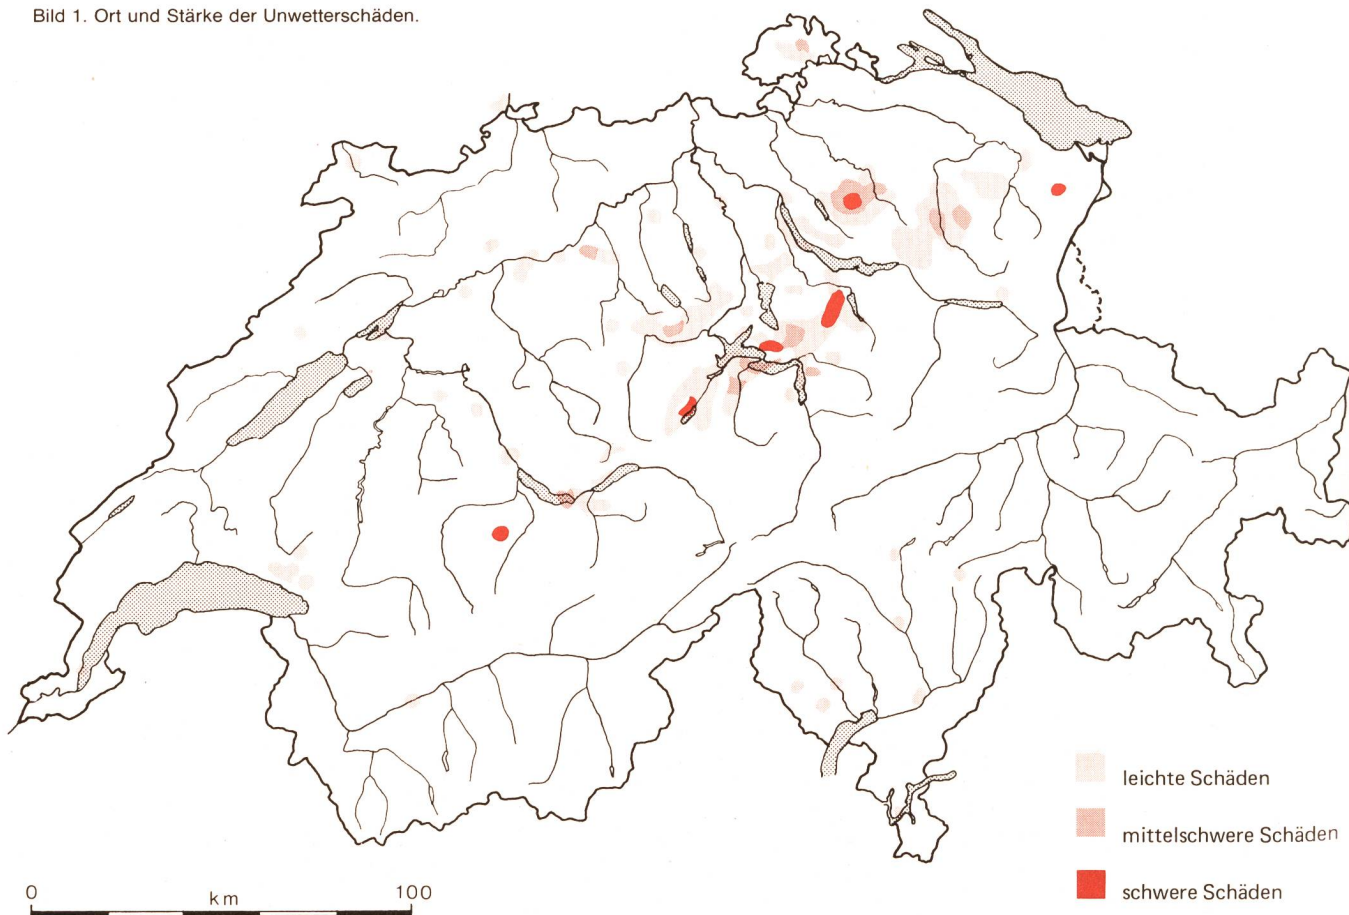 Bild 1. Ort und Stärke der Unwetterschäden.
leichte Schäden
mittelschwere Schäden
schwere Schäden
0 km 100